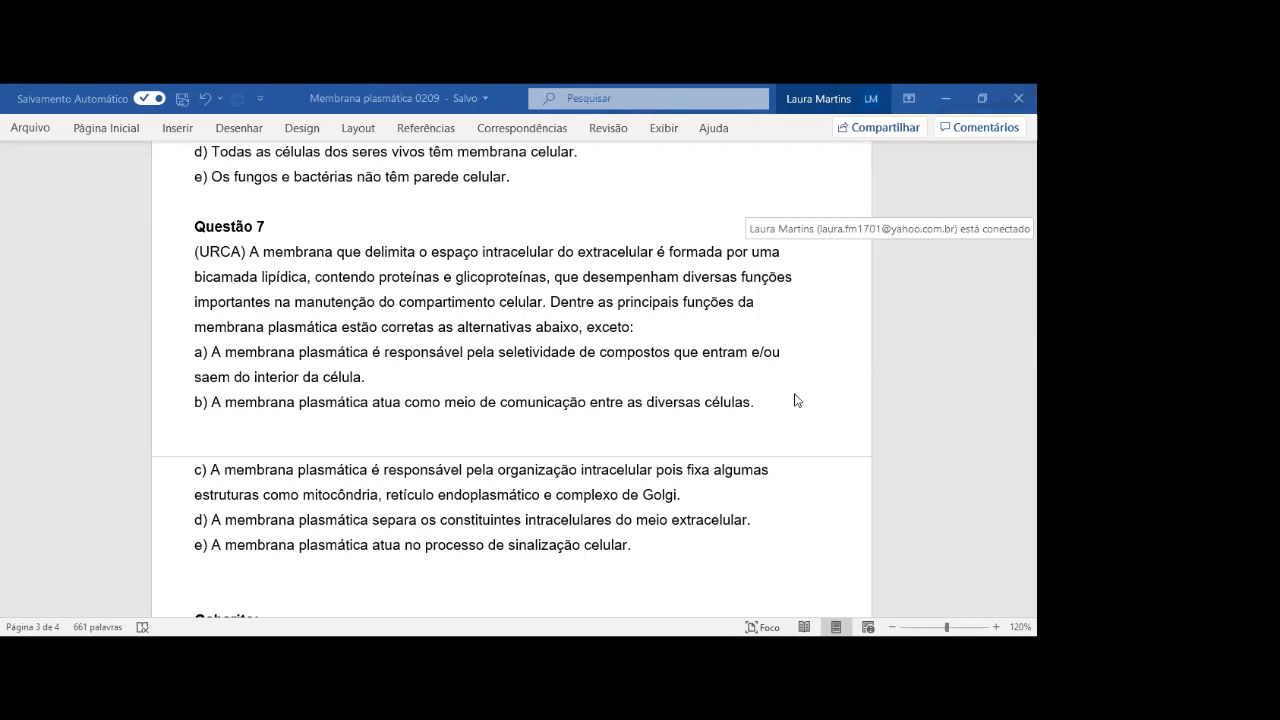 Salvamento Automático
Membrana plasmática 0209 - Salvo
Pesquisar
Laura Martins LM
Arquivo Página Inicial Inserir Desenhar Design Layout Referências Correspondências Revisão Exibir Ajuda Compartilhar Comentários
d) Todas as células dos seres vivos têm membrana celular.
e) Os fungos e bactérias não têm parede celular.
Questão 7
Laura Martins (laura.fm1701@yahoo.com.br) está conectado
(URCA) A membrana que delimita o espaço intracelular do extracelular é formada por uma
bicamada lipídica, contendo proteínas e glicoproteínas, que desempenham diversas funções
importantes na manutenção do compartimento celular. Dentre as principais funções da
membrana plasmática estão corretas as alternativas abaixo, exceto:
a) A membrana plasmática é responsável pela seletividade de compostos que entram e/ou
saem do interior da célula.
b) A membrana plasmática atua como meio de comunicação entre as diversas células.
c) A membrana plasmática é responsável pela organização intracelular pois fixa algumas
estruturas como mitocôndria, retículo endoplasmático e complexo de Golgi.
d) A membrana plasmática separa os constituintes intracelulares do meio extracelular.
e) A membrana plasmática atua no processo de sinalização celular.
Página 3 de 4 661 palavras Foco 120%